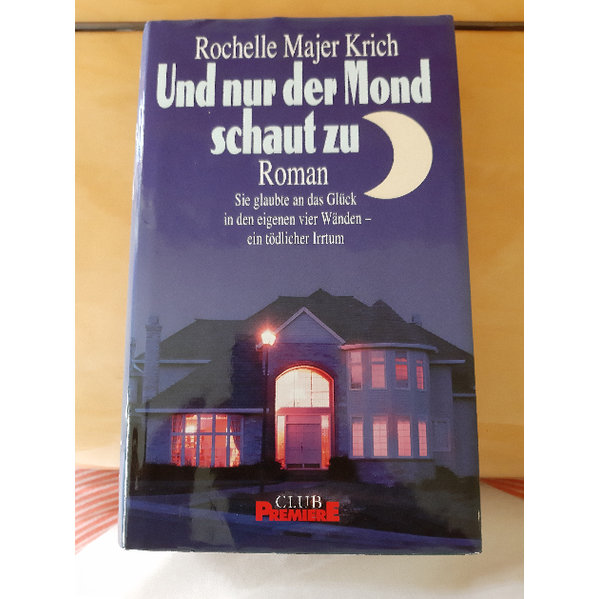 Rochelle Majer Krich
Und nur der Mond
schaut zu
Roman
Sie glaubte an das Glück
in den eigenen vier Wänden –
ein tödlicher Irrtum
CLUB
PREMIERE